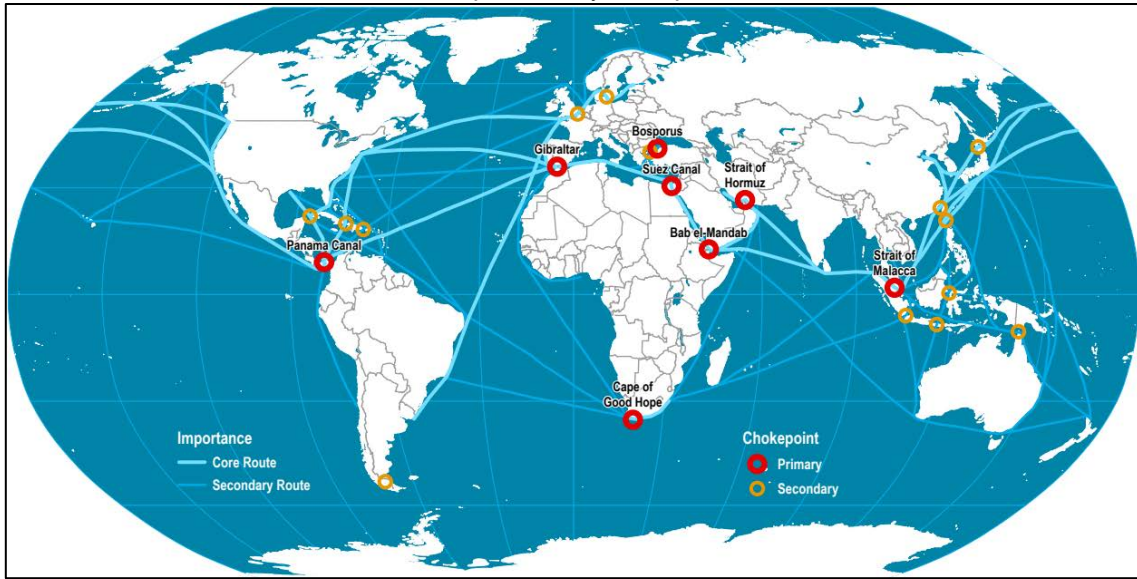 Bosporus
Gibraltar
Suez Canal
Strait of
Hormuz
Bab el-Mandab
Panama Canal
Strait of
Malacca
Cape of
Good Hope
Importance
Core Route
Secondary Route
Chokepoint
Primary
Secondary